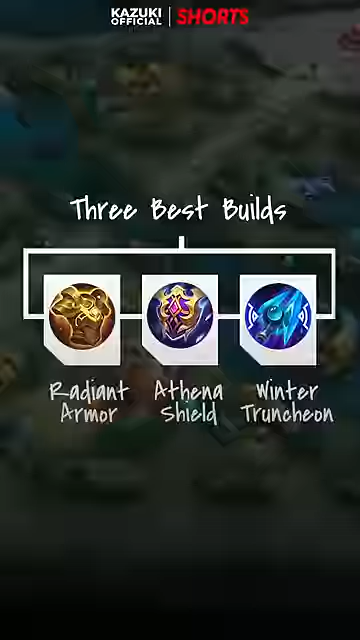 KAZUKI
OFFICIAL
SHORTS
Three Best Builds
Radiant
Armor
Athena
Shield
Winter
Truncheon